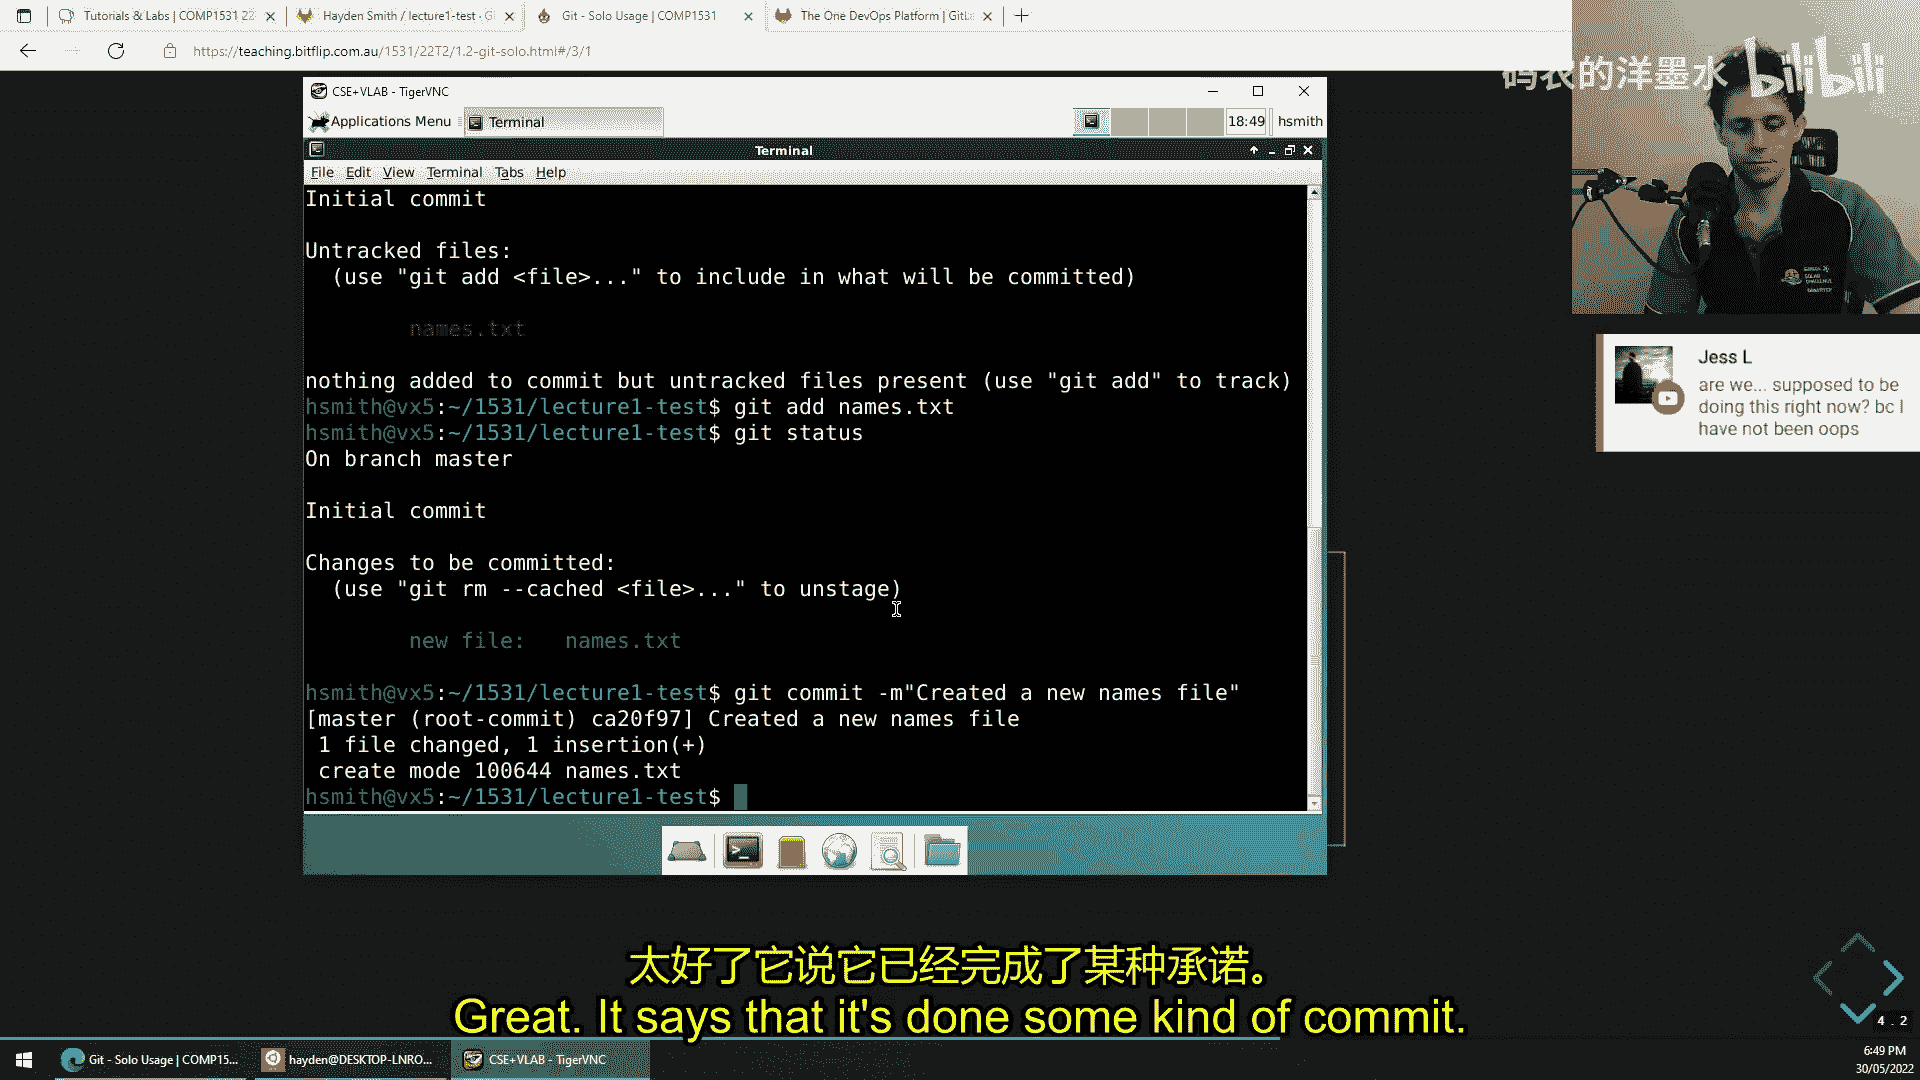 Tutorials & Labs | COMP1531 22
Hayden Smith / lecture1-test · G
Git - Solo Usage | COMP1531
The One DevOps Platform | GitL
https://teaching.bitflip.com.au/1531/22T2/1.2-git-solo.html#/3/1
码农的洋墨水 bilibili
CSE+VLAB - TigerVNC
Applications Menu
Terminal
18:49
hsmith
Terminal
File Edit View Terminal Tabs Help
Initial commit
Untracked files:
(use "git add <file>..." to include in what will be committed)
names.txt
nothing added to commit but untracked files present (use "git add" to track)
hsmith@vx5:~/1531/lecture1-test$ git add names.txt
hsmith@vx5:~/1531/lecture1-test$ git status
On branch master
Initial commit
Changes to be committed:
(use "git rm --cached <file>..." to unstage)
new file:   names.txt
hsmith@vx5:~/1531/lecture1-test$ git commit -m"Created a new names file"
[master (root-commit) ca20f97] Created a new names file
1 file changed, 1 insertion(+)
create mode 100644 names.txt
hsmith@vx5:~/1531/lecture1-test$
Jess L
are we... supposed to be
doing this right now? bc I
have not been oops
太好了它说它已经完成了某种承诺。
Great. It says that it's done some kind of commit.
4 . 2
Git - Solo Usage | COMP15...
hayden@DESKTOP-LNRO...
CSE+VLAB - TigerVNC
6:49 PM
30/05/2022